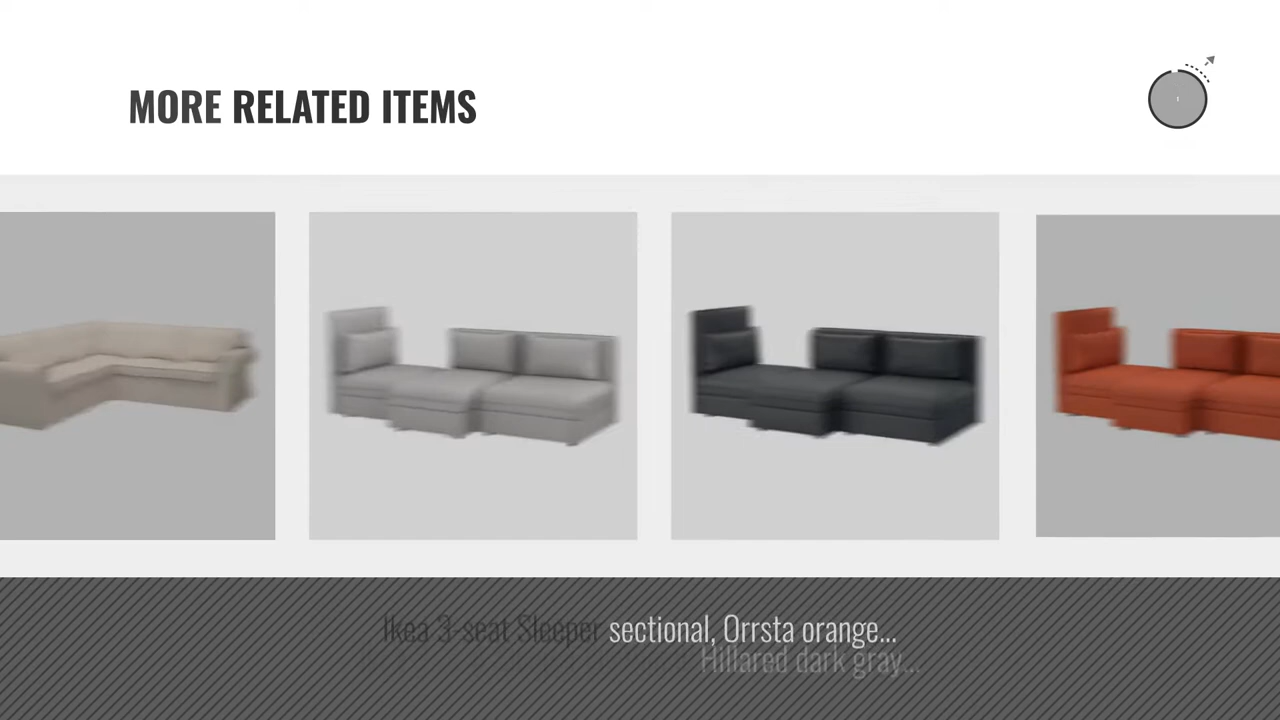 MORE RELATED ITEMS
Ikea 3-seat Sleeper sectional, Orrsta orange...
Hillared dark gray...